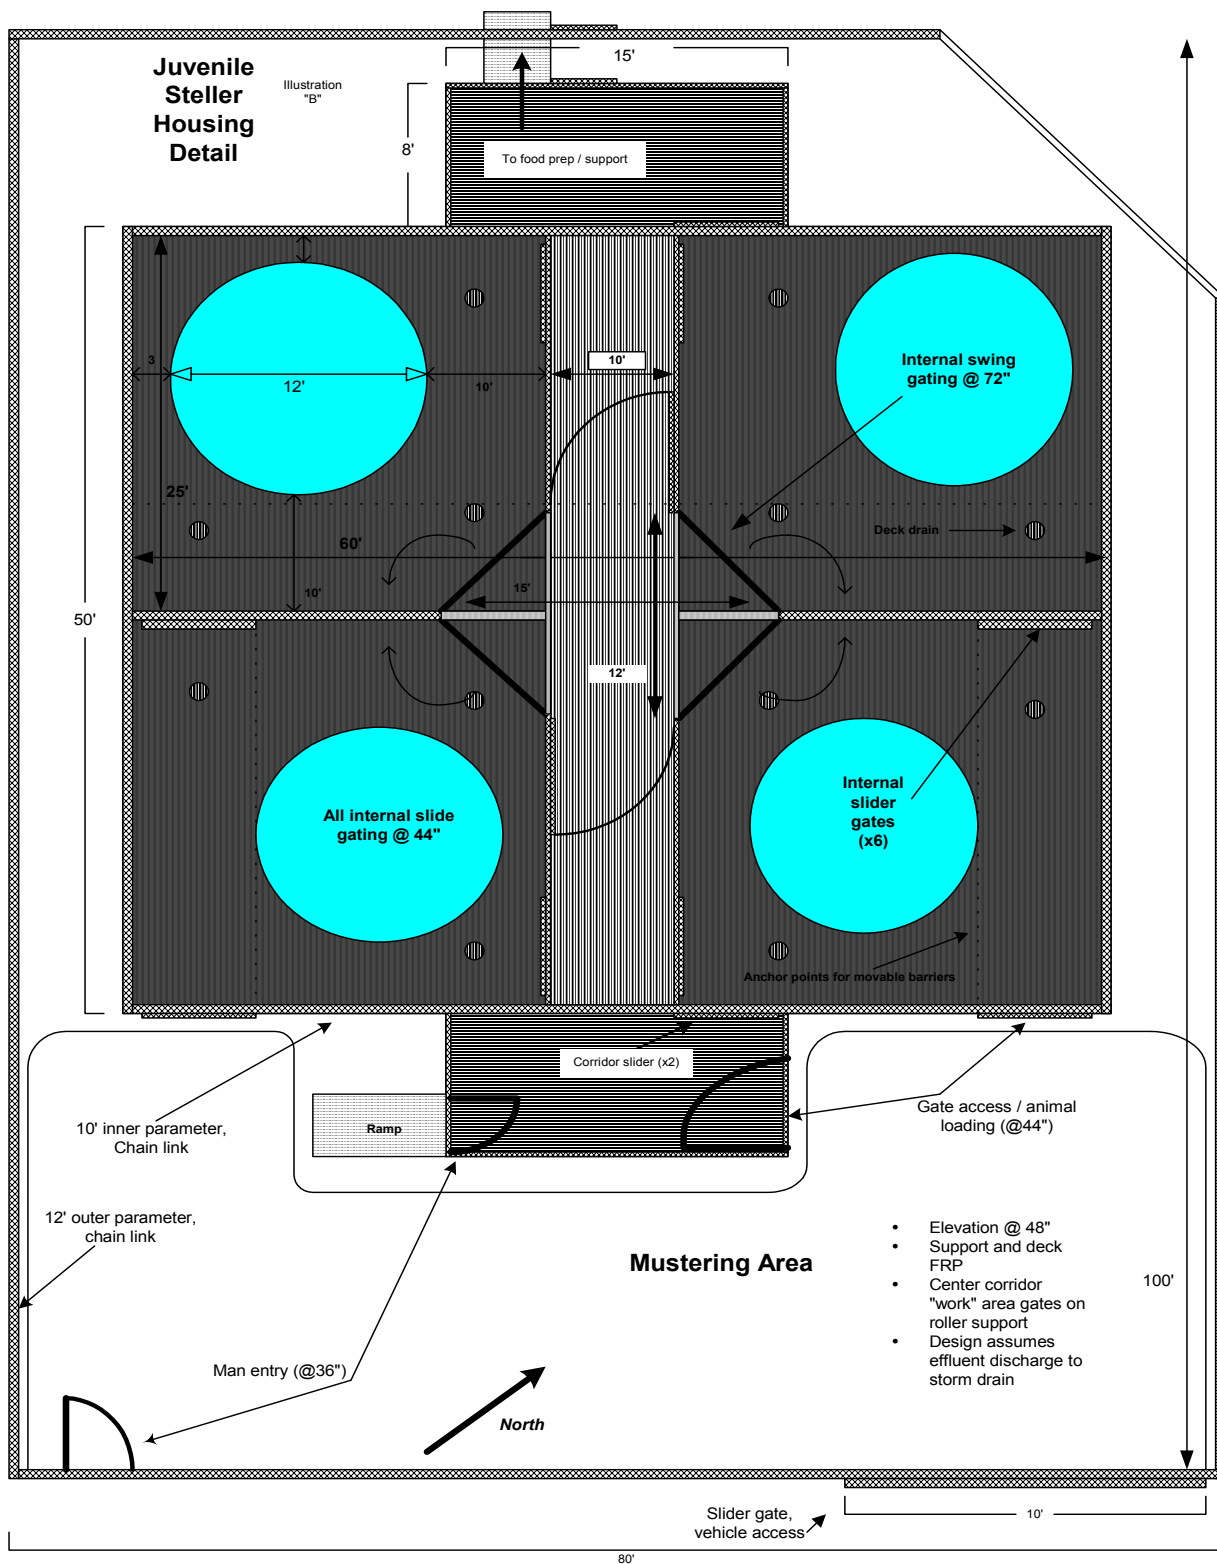 15'
Juvenile
Steller
Housing
Detail
Illustration
"B"
8'
To food prep / support
3
12'
10'
10'
Internal swing
gating @ 72"
25'
Deck drain
60'
10'
15'
50'
12'
All internal slide
gating @ 44"
Internal
slider
gates
(x6)
Anchor points for movable barriers
Corridor slider (x2)
Ramp
Gate access / animal
loading (@44")
10' inner parameter,
Chain link
12' outer parameter,
chain link
Mustering Area
• Elevation @ 48"
• Support and deck
FRP
• Center corridor
"work" area gates on
roller support
• Design assumes
effluent discharge to
storm drain
100'
Man entry (@36")
North
Slider gate,
vehicle access
10'
80'